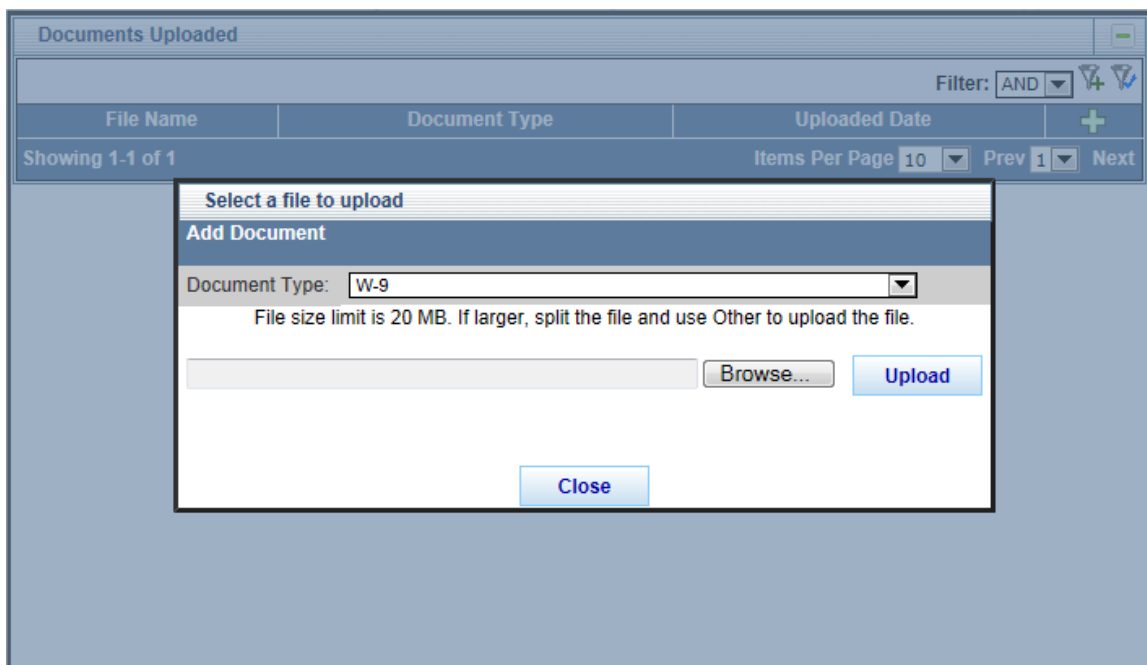 Documents Uploaded
Filter: AND
File Name Document Type Uploaded Date
Showing 1-1 of 1 Items Per Page 10 Prev 1 Next
Select a file to upload
Add Document
Document Type: W-9
File size limit is 20 MB. If larger, split the file and use Other to upload the file.
Browse... Upload
Close